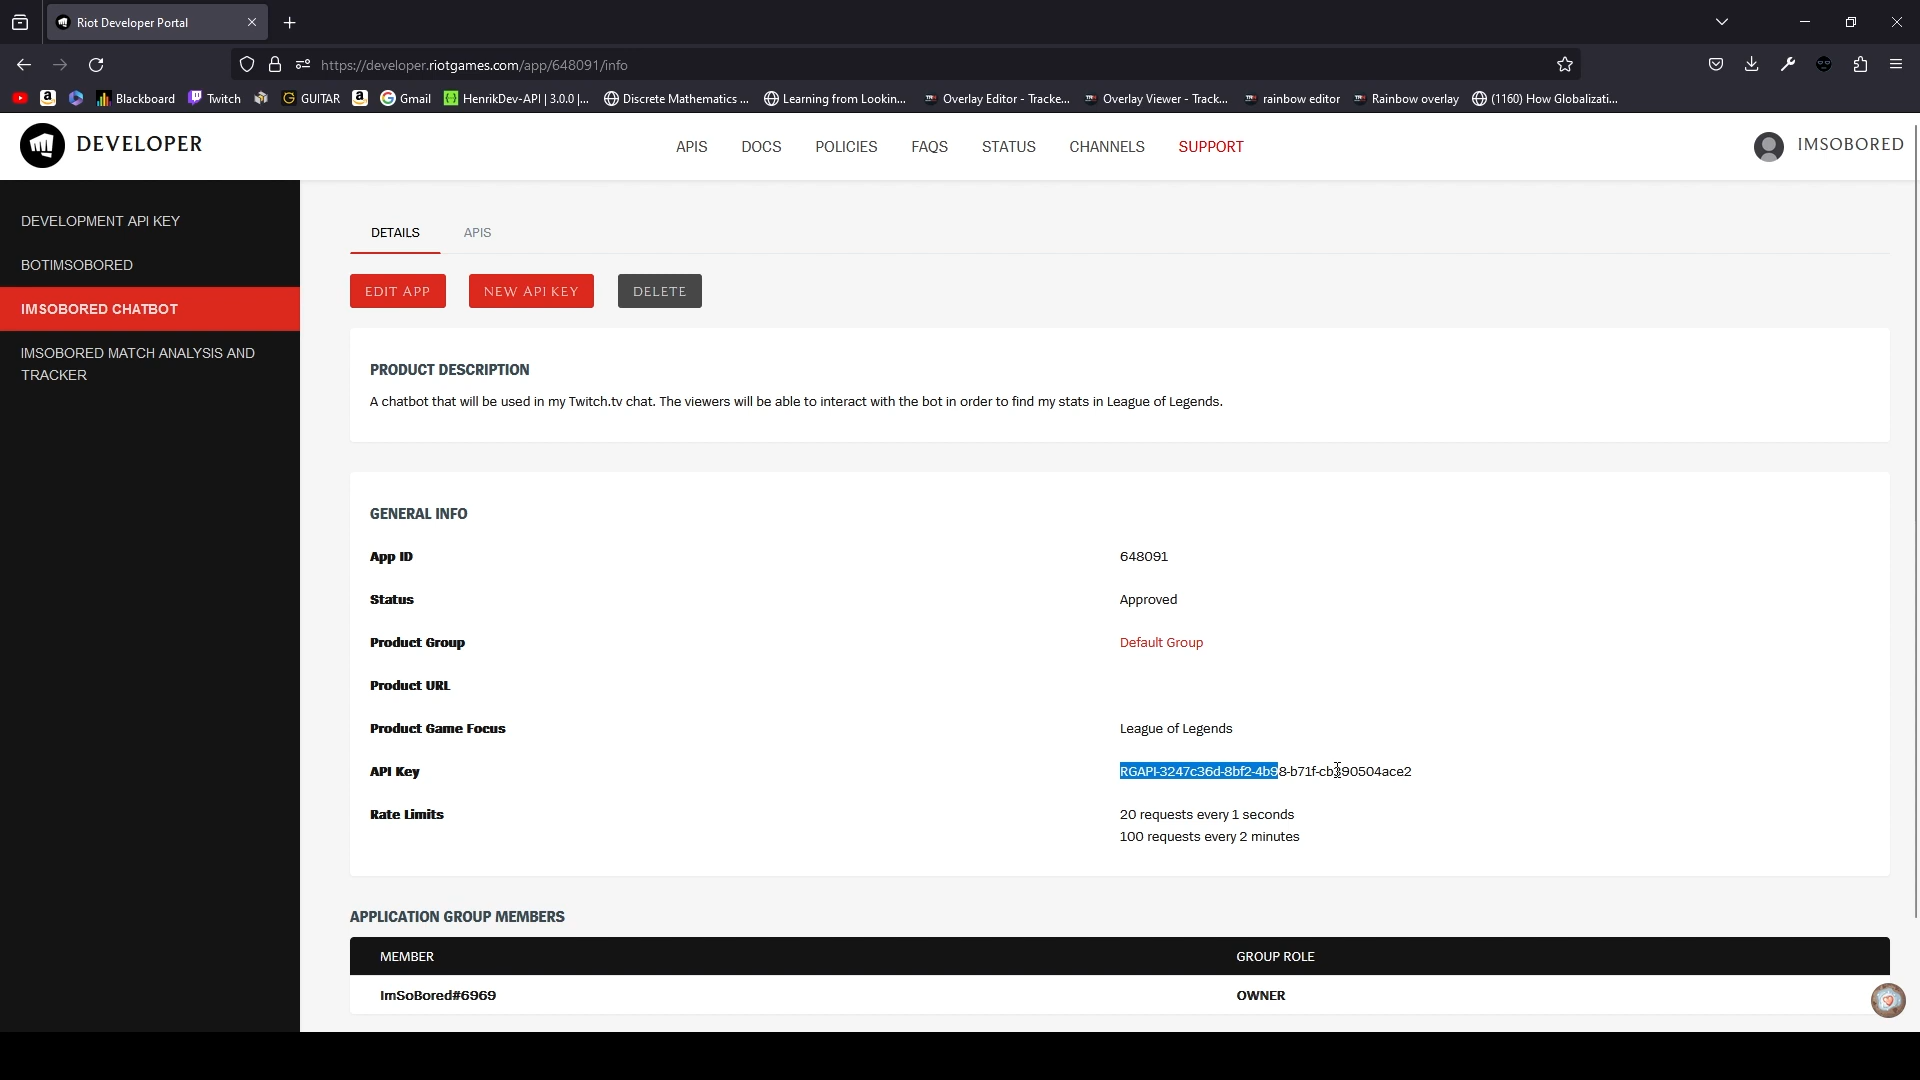 Riot Developer Portal
https://developer.riotgames.com/app/648091/info
Blackboard
Twitch
GUITAR
Gmail
HenrikDev-API | 3.0.0 |...
Discrete Mathematics ...
Learning from Lookin...
Overlay Editor - Tracke...
Overlay Viewer - Track...
rainbow editor
Rainbow overlay
(1160) How Globalizati...
DEVELOPER
APIS
DOCS
POLICIES
FAQS
STATUS
CHANNELS
SUPPORT
IMSOBORED
DEVELOPMENT API KEY
BOTIMSOBORED
IMSOBORED CHATBOT
IMSOBORED MATCH ANALYSIS AND
TRACKER
DETAILS
APIS
EDIT APP
NEW API KEY
DELETE
PRODUCT DESCRIPTION
A chatbot that will be used in my Twitch.tv chat. The viewers will be able to interact with the bot in order to find my stats in League of Legends.
GENERAL INFO
App ID
648091
Status
Approved
Product Group
Default Group
Product URL
Product Game Focus
League of Legends
API Key
RGAPI-3247c36d-8bf2-4b98-b71f-cb390504ace2
Rate Limits
20 requests every 1 seconds
100 requests every 2 minutes
APPLICATION GROUP MEMBERS
MEMBER
GROUP ROLE
ImSoBored#6969
OWNER